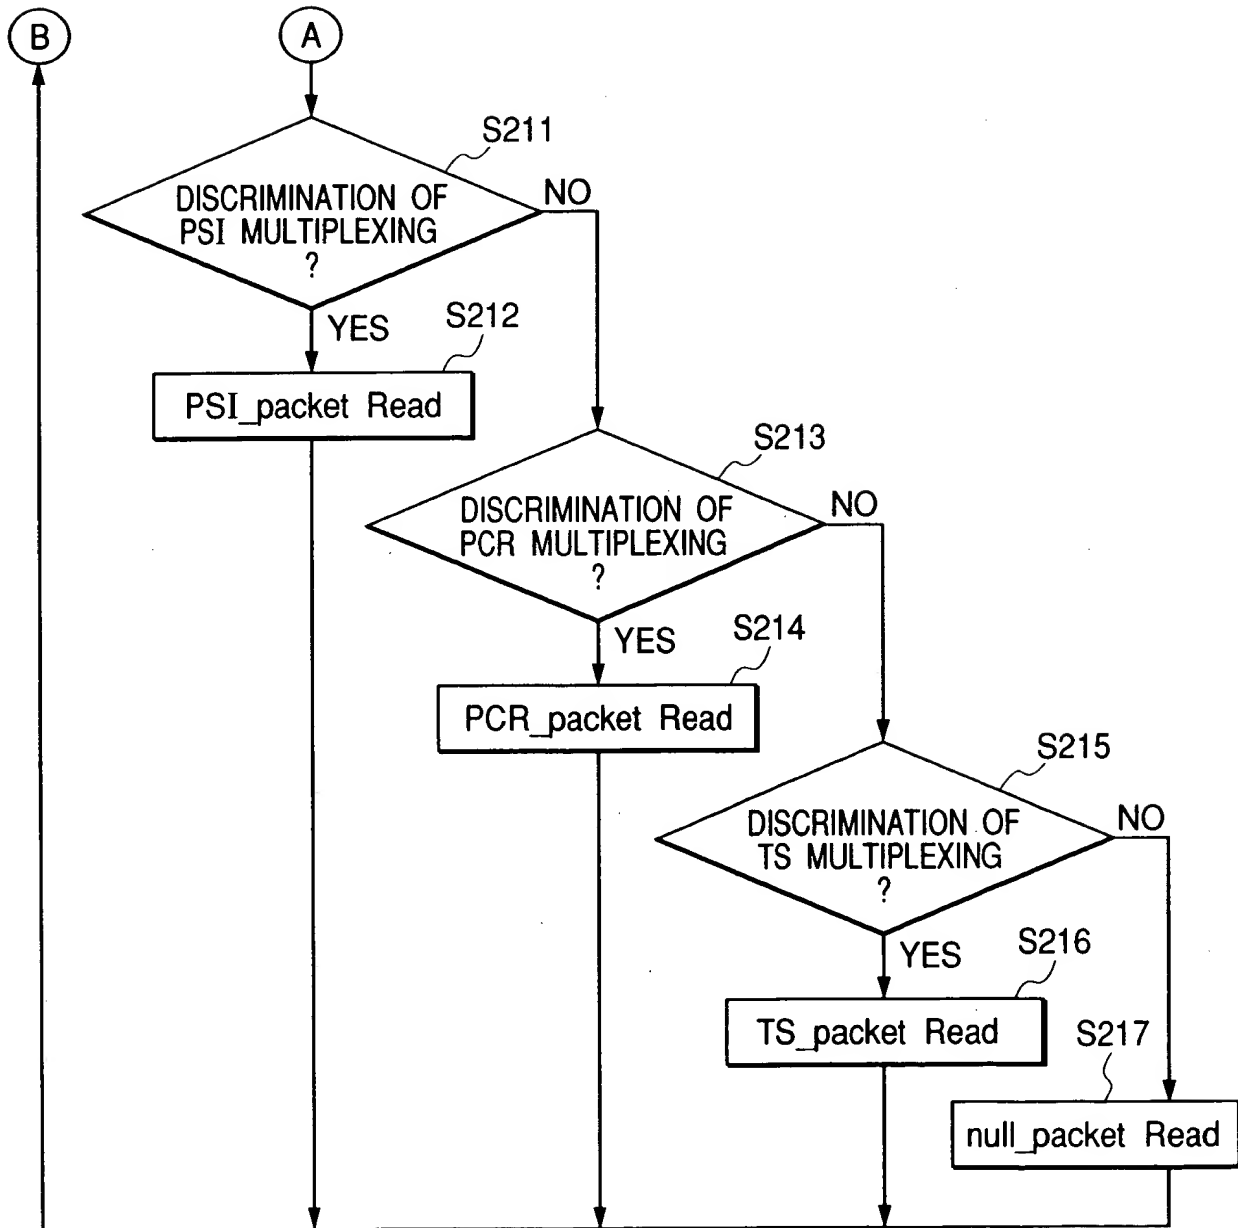 B
A
S211
DISCRIMINATION OF
PSI MULTIPLEXING
?
NO
YES
S212
PSI_packet Read
S213
DISCRIMINATION OF
PCR MULTIPLEXING
?
NO
YES
S214
PCR_packet Read
S215
DISCRIMINATION OF
TS MULTIPLEXING
?
NO
YES
S216
TS_packet Read
S217
null_packet Read